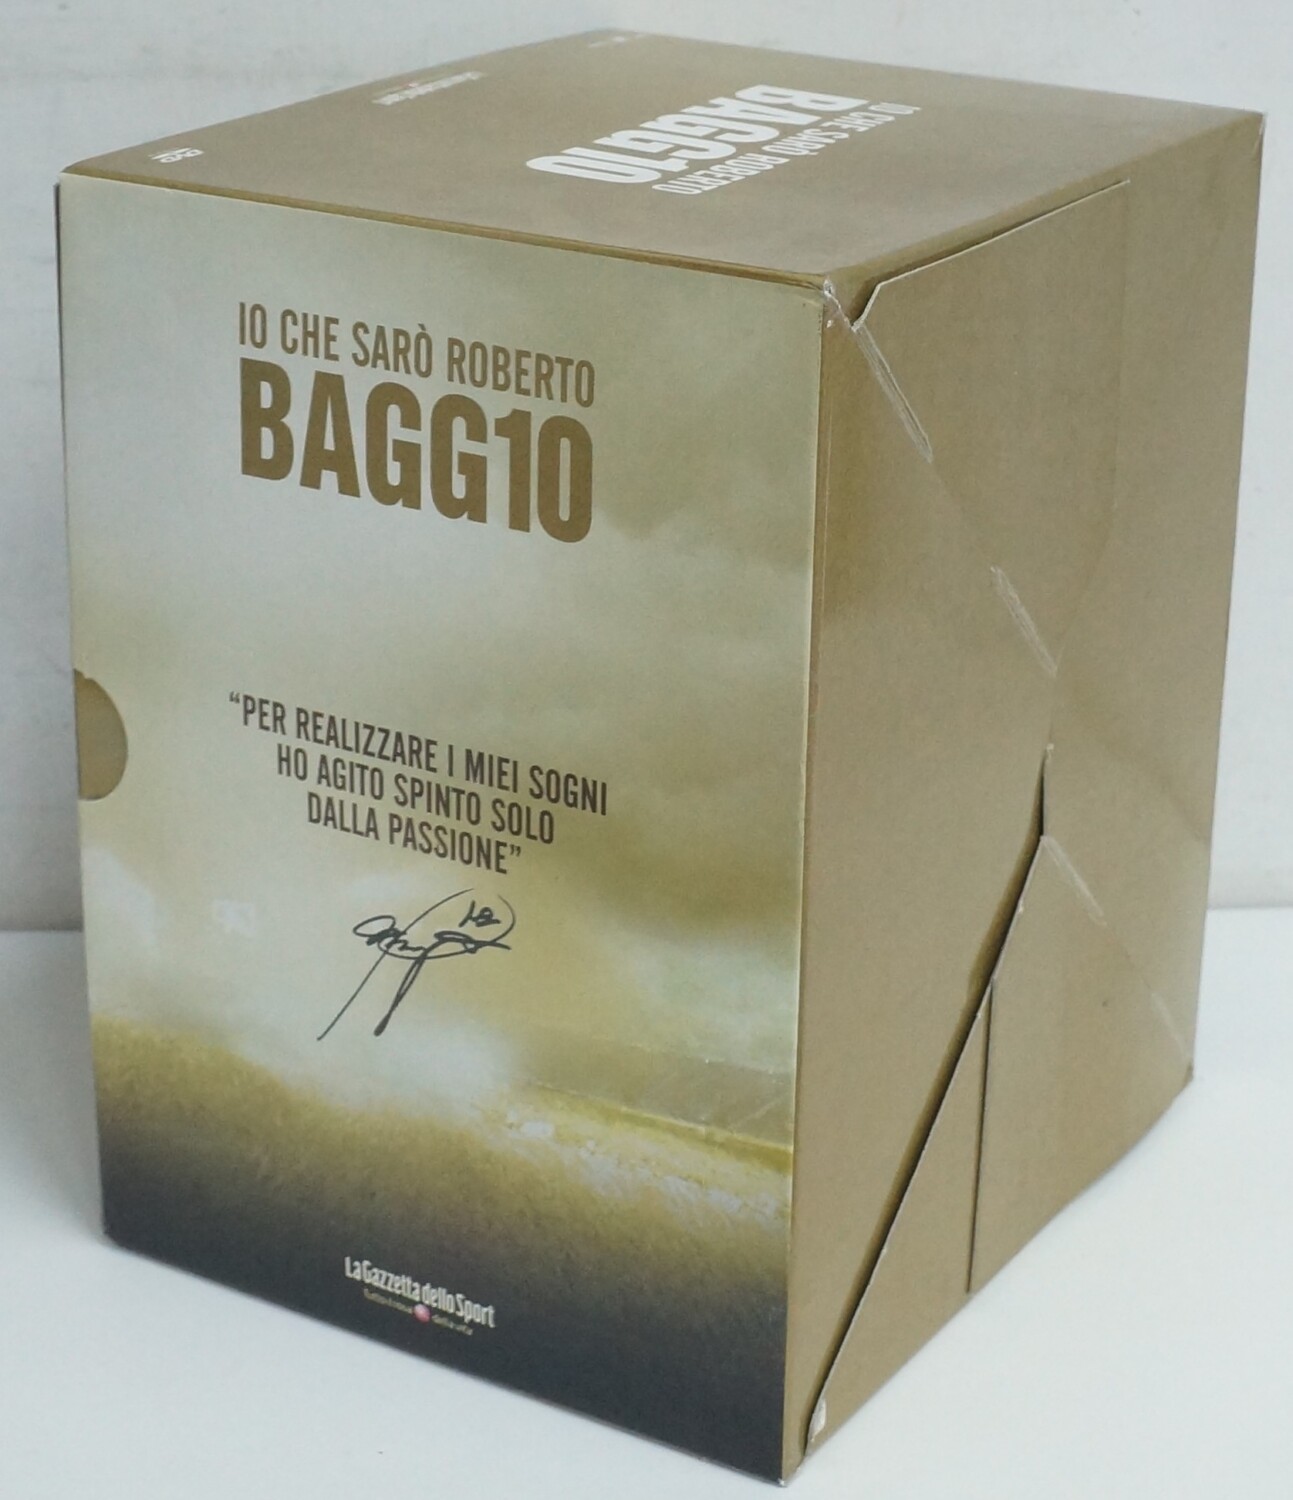 IO CHE SARÒ ROBERTO
BAGG10
IO CHE SARÒ ROBERTO
BAGG10
“PER REALIZZARE I MIEI SOGNI
HO AGITO SPINTO SOLO
DALLA PASSIONE”
La Gazzetta dello Sport